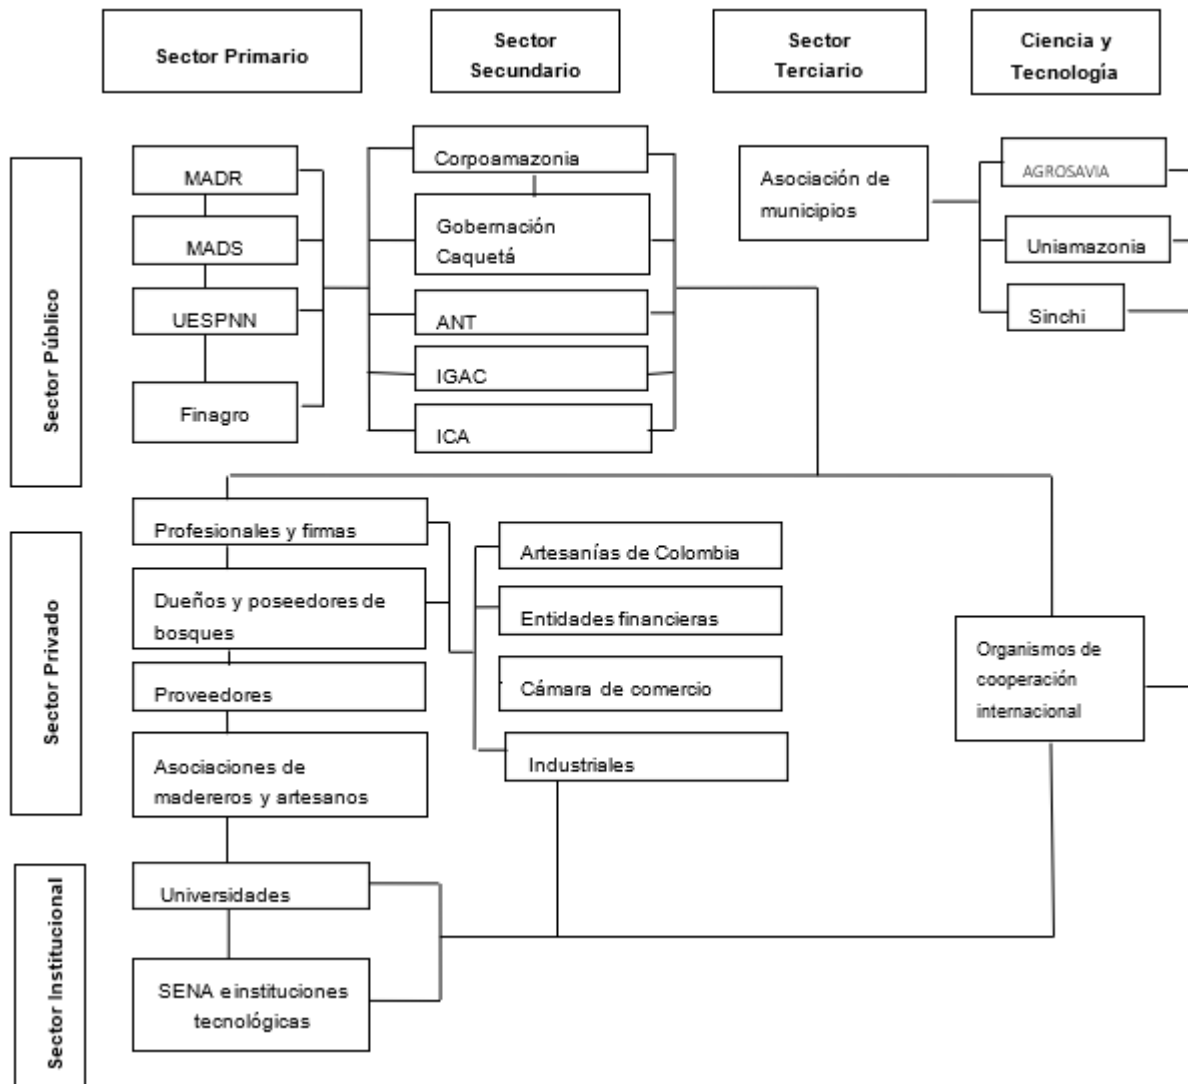 Sector Primario
Sector
Secundario
Sector
Terciario
Ciencia y
Tecnología
Sector Público
MADR
MADS
UESPNN
Finagro
Corpoamazonia
Gobernación
Caquetá
ANT
IGAC
ICA
Asociación de
municipios
AGROSAVIA
Uniamazonia
Sinchi
Sector Privado
Profesionales y firmas
Dueños y poseedores de
bosques
Proveedores
Asociaciones de
madereros y artesanos
Artesanías de Colombia
Entidades financieras
Cámara de comercio
Industriales
Organismos de
cooperación
internacional
Sector Institucional
Universidades
SENA e instituciones
tecnológicas